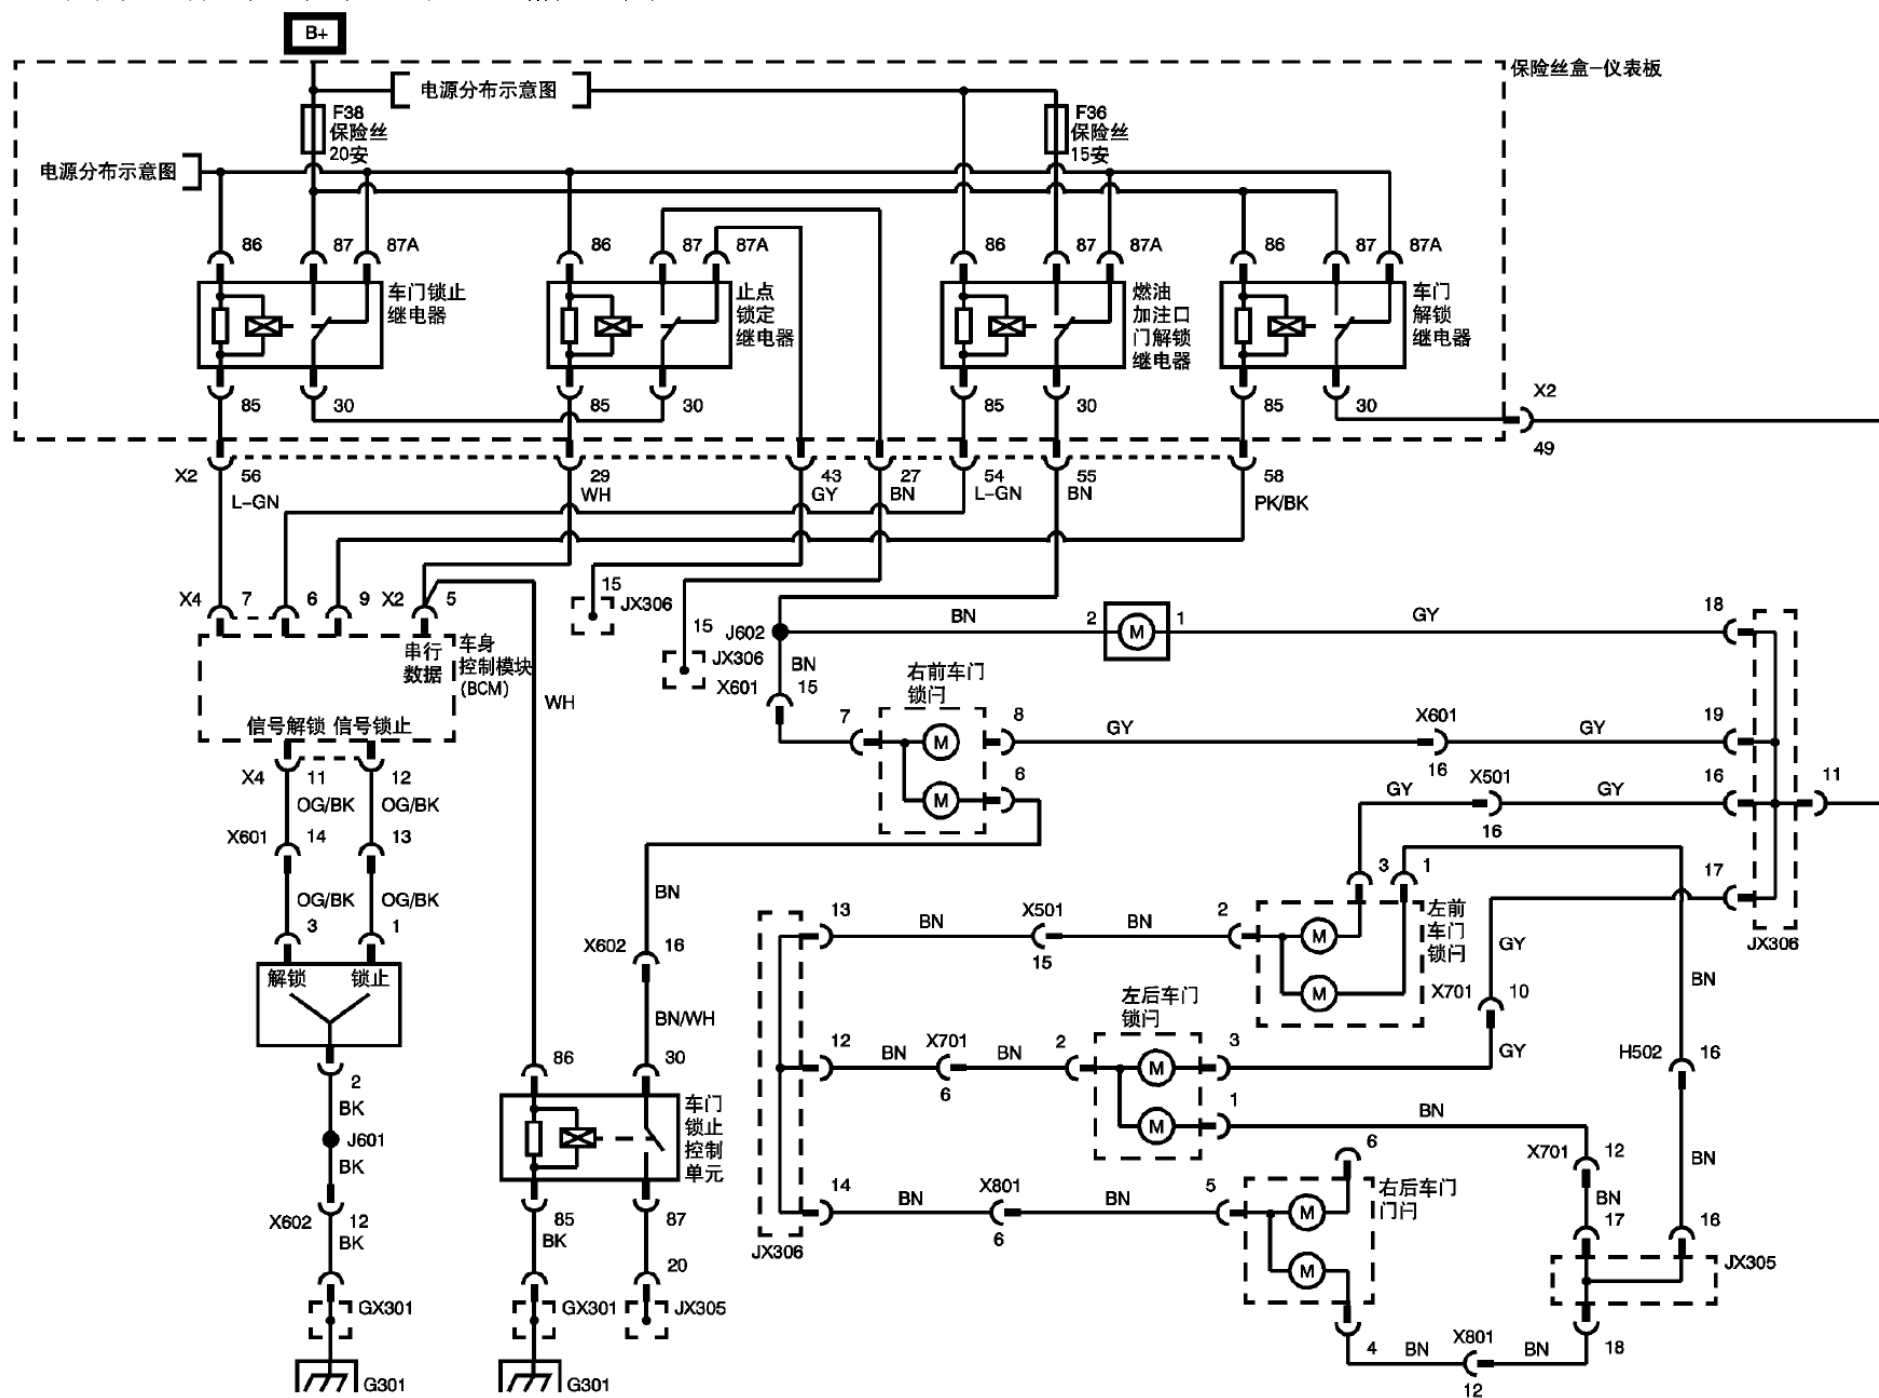 B+
电源分布示意图
保险丝盒-仪表板
F38
保险丝
20安
F36
保险丝
15安
电源分布示意图
86
87
87A
86
87
87A
86
87
87A
86
87
87A
车门锁止
继电器
止点
锁定
继电器
燃油
加注口
门解锁
继电器
车门
解锁
继电器
85
30
85
30
85
30
85
30
X2
49
X2
56
29
43
27
54
55
58
L-GN
WH
GY
BN
L-GN
BN
PK/BK
X4
7
6
9
X2
5
15
JX306
15
JX306
J602
BN
2
M
1
GY
18
串行
数据
车身
控制模块
(BCM)
信号解锁
信号锁止
WH
X601
BN
15
右前车门
锁闩
7
M
8
GY
X601
16
GY
19
M
6
X4
11
12
OG/BK
OG/BK
X601
14
13
OG/BK
OG/BK
3
1
解锁
锁止
2
BK
J601
BK
X602
12
BK
GX301
G301
GY
X501
16
GY
16
11
3
1
17
JX306
BN
X602
16
BN/WH
86
30
车门
锁止
控制
单元
85
BK
87
20
GX301
JX305
G301
13
BN
X501
15
BN
2
M
M
左前
车门
锁闩
GY
X701
10
GY
BN
H502
16
BN
左后车门
锁闩
12
BN
X701
6
BN
2
M
3
M
1
BN
X701
12
BN
17
16
JX305
14
BN
X801
6
BN
5
M
6
右后车门
门闩
M
JX306
4
BN
X801
12
BN
18